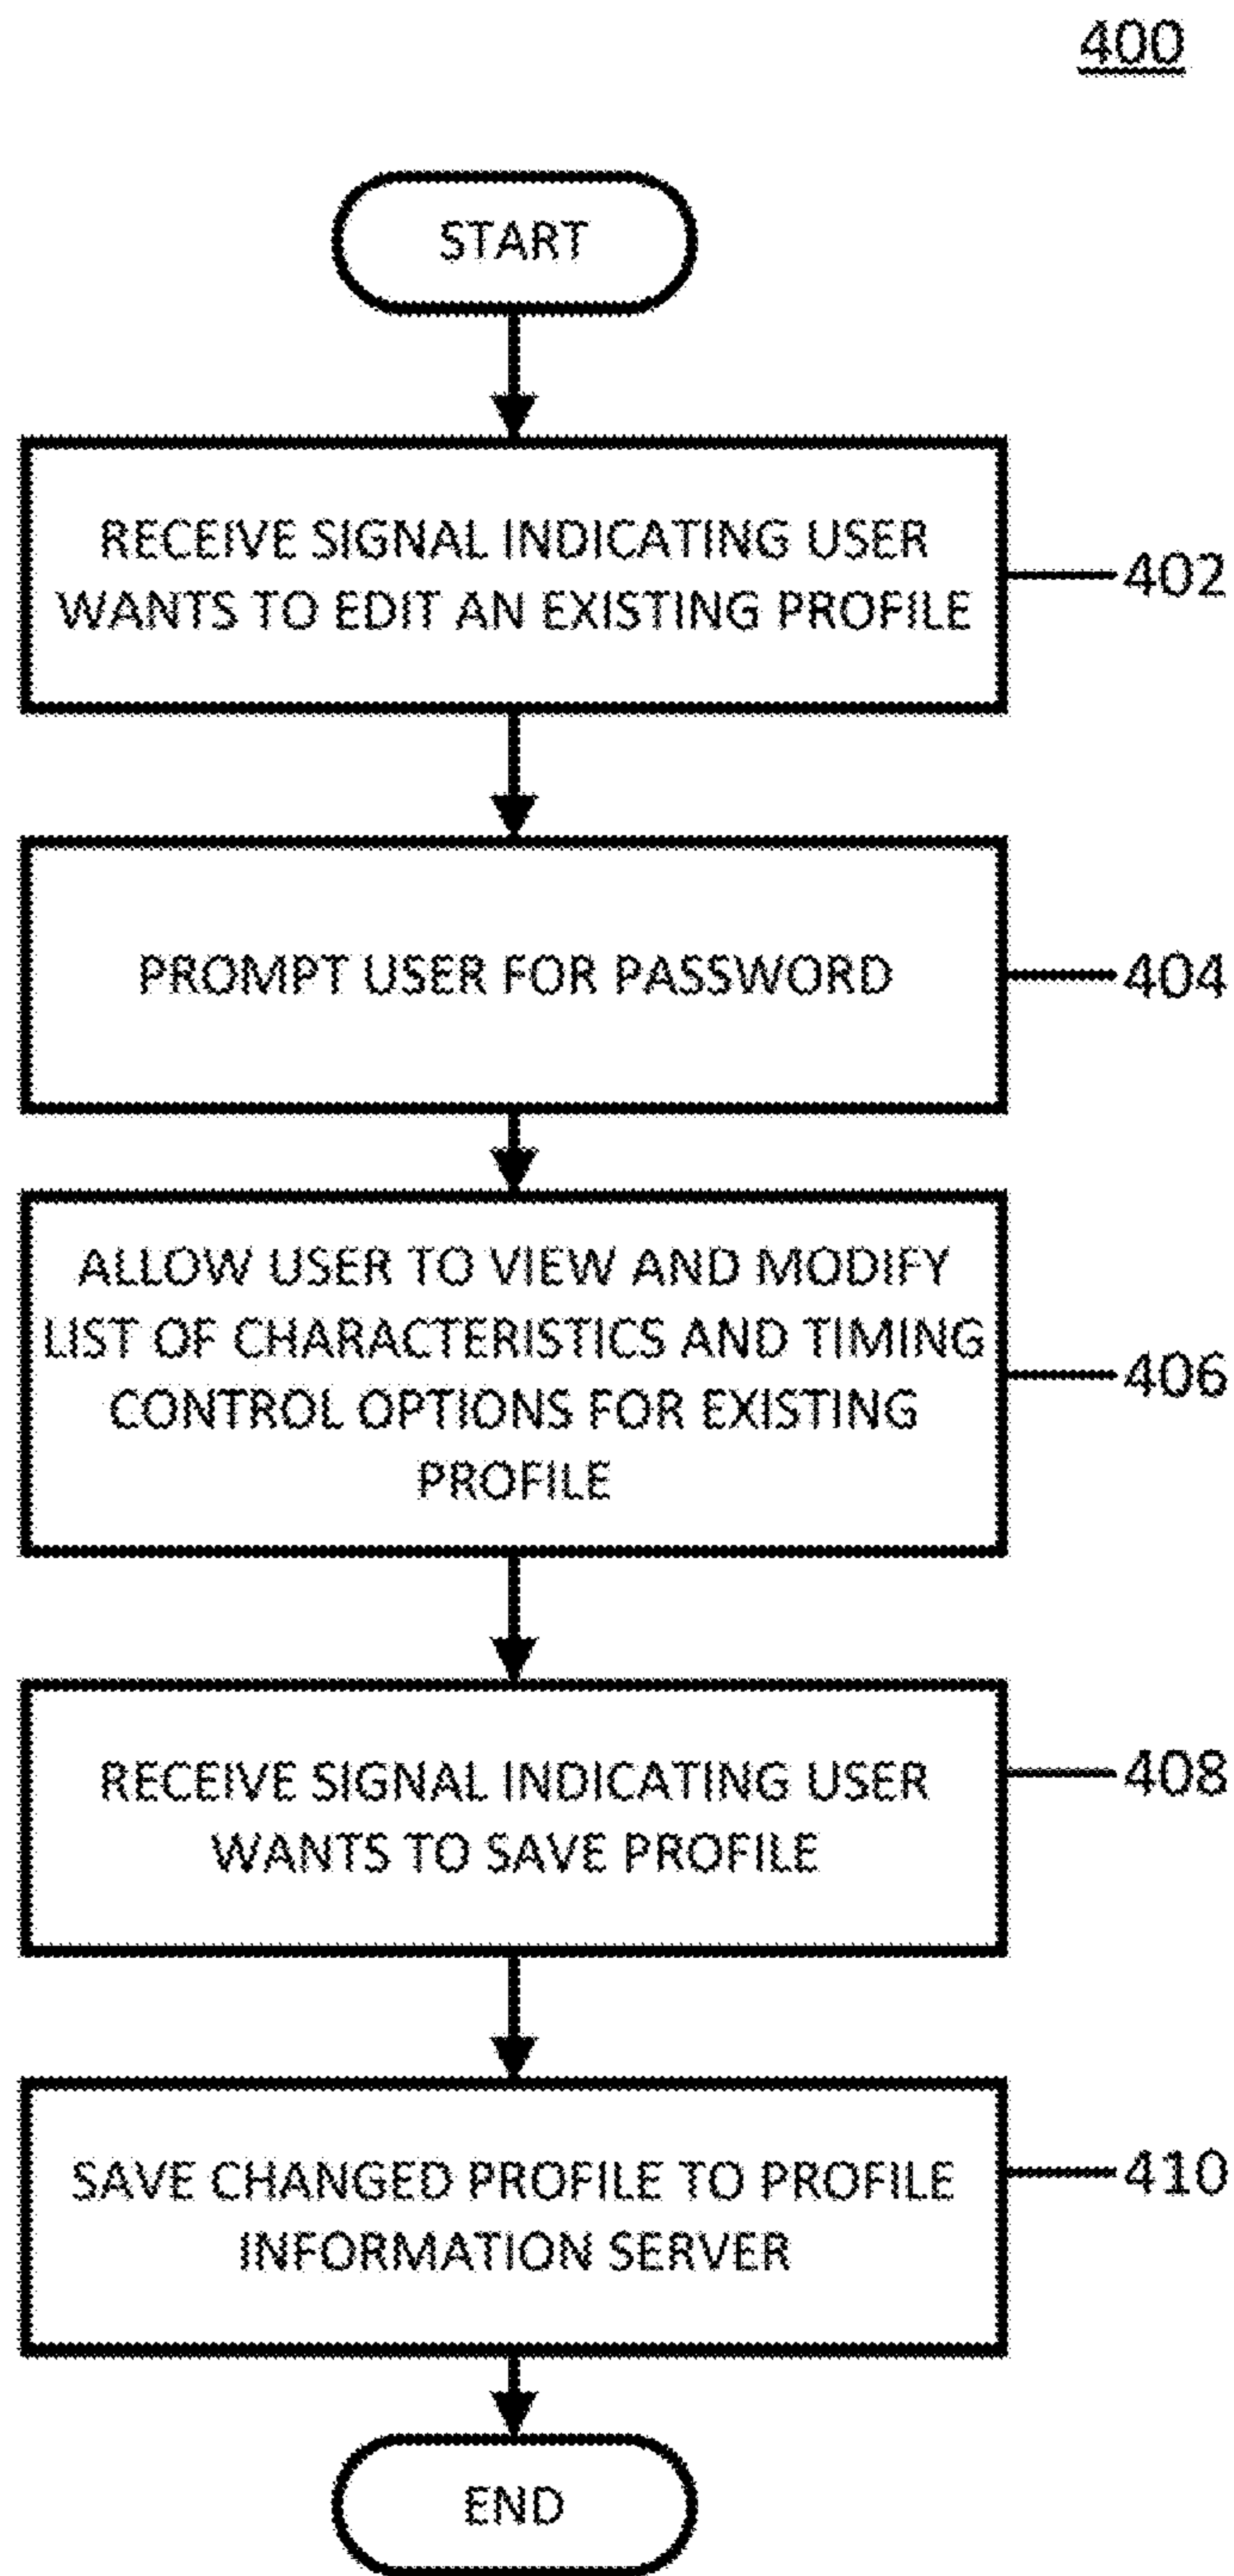 400
START
RECEIVE SIGNAL INDICATING USER
WANTS TO EDIT AN EXISTING PROFILE
402
PROMPT USER FOR PASSWORD
404
ALLOW USER TO VIEW AND MODIFY
LIST OF CHARACTERISTICS AND TIMING
CONTROL OPTIONS FOR EXISTING
PROFILE
406
RECEIVE SIGNAL INDICATING USER
WANTS TO SAVE PROFILE
408
SAVE CHANGED PROFILE TO PROFILE
INFORMATION SERVER
410
END